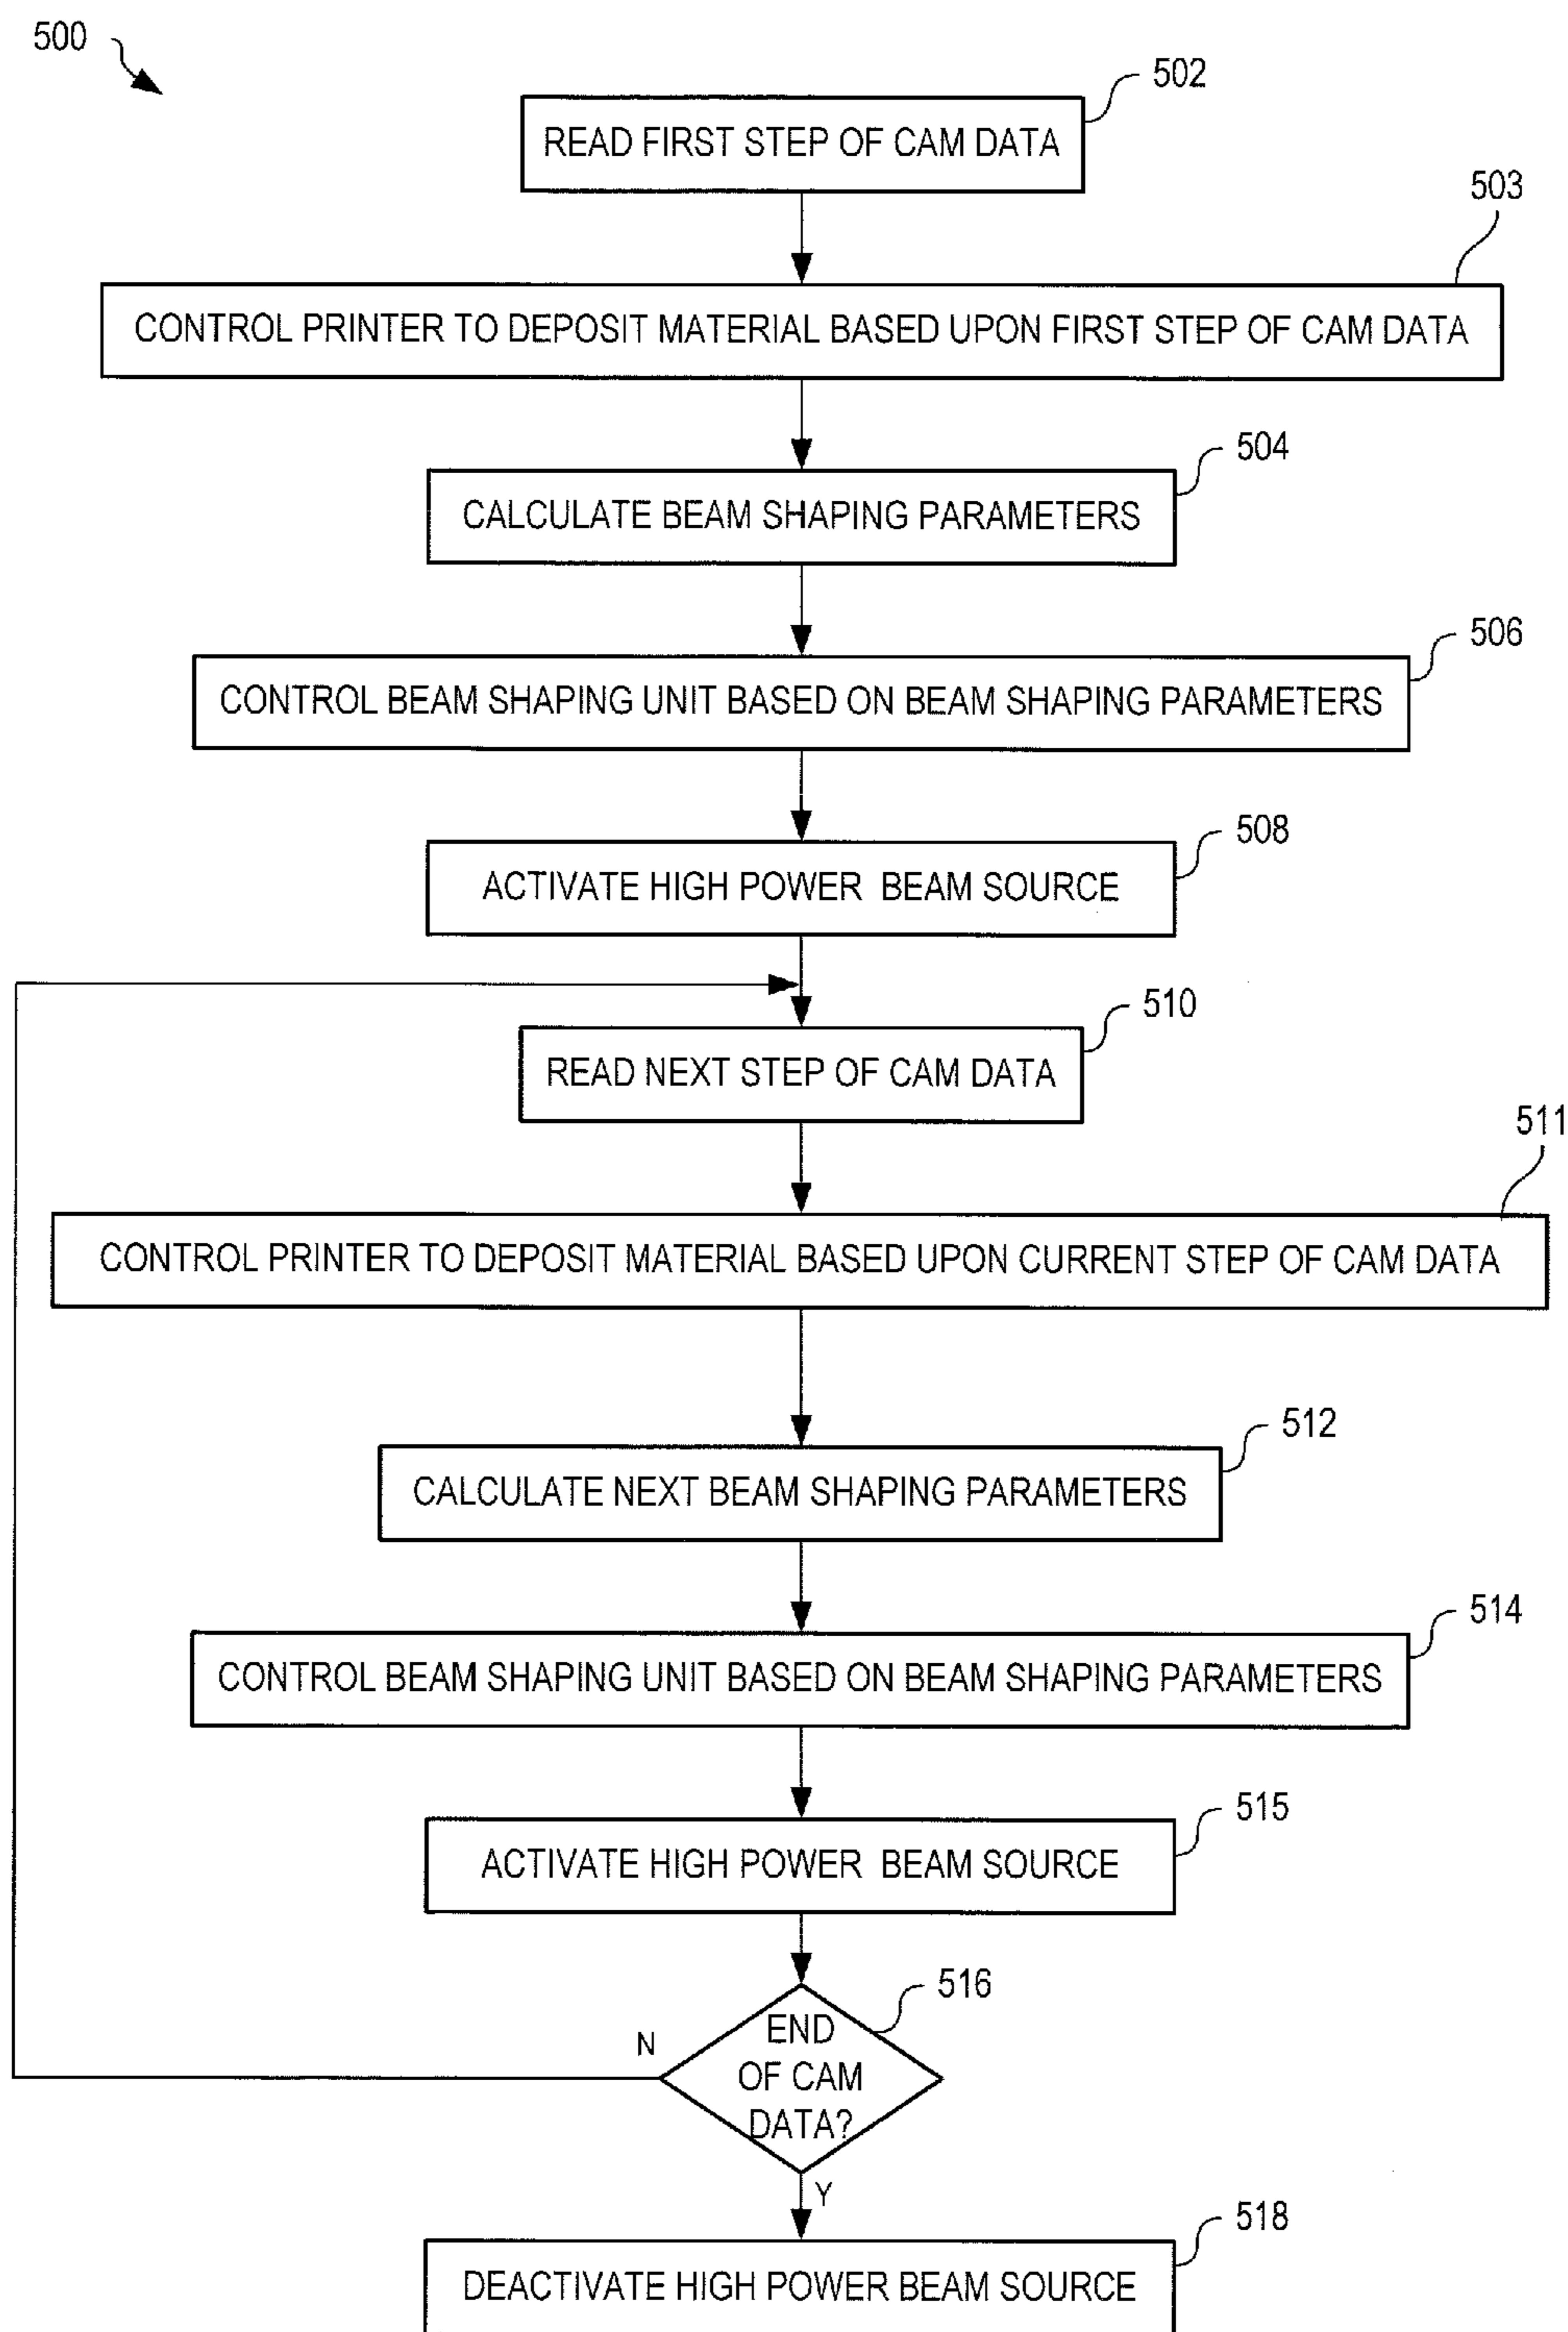 500
502
READ FIRST STEP OF CAM DATA
503
CONTROL PRINTER TO DEPOSIT MATERIAL BASED UPON FIRST STEP OF CAM DATA
504
CALCULATE BEAM SHAPING PARAMETERS
506
CONTROL BEAM SHAPING UNIT BASED ON BEAM SHAPING PARAMETERS
508
ACTIVATE HIGH POWER BEAM SOURCE
510
READ NEXT STEP OF CAM DATA
511
CONTROL PRINTER TO DEPOSIT MATERIAL BASED UPON CURRENT STEP OF CAM DATA
512
CALCULATE NEXT BEAM SHAPING PARAMETERS
514
CONTROL BEAM SHAPING UNIT BASED ON BEAM SHAPING PARAMETERS
515
ACTIVATE HIGH POWER BEAM SOURCE
516
END
OF CAM
DATA?
N
Y
518
DEACTIVATE HIGH POWER BEAM SOURCE